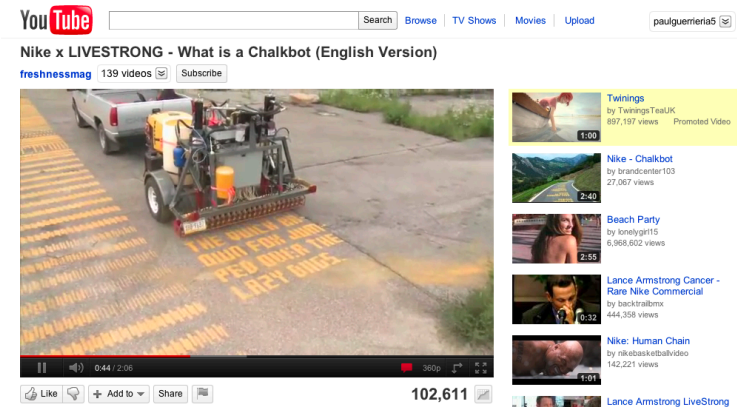 YouTube
Search
Browse
TV Shows
Movies
Upload
paulguerrieria5
Nike x LIVESTRONG - What is a Chalkbot (English Version)
freshnessmag
139 videos
Subscribe
LAZY DOGS.
0:44 / 2:06
360p
Like
Add to
Share
102,611
1:00
Twinings
by TwiningsTeaUK
897,197 views
Promoted Video
2:40
Nike - Chalkbot
by brandcenter103
27,067 views
2:55
Beach Party
by lonelygirl15
6,968,602 views
0:32
Lance Armstrong Cancer -
Rare Nike Commercial
by backtrailbmx
444,358 views
1:01
Nike: Human Chain
by nikebasketballvideo
142,221 views
Lance Armstrong LiveStrong